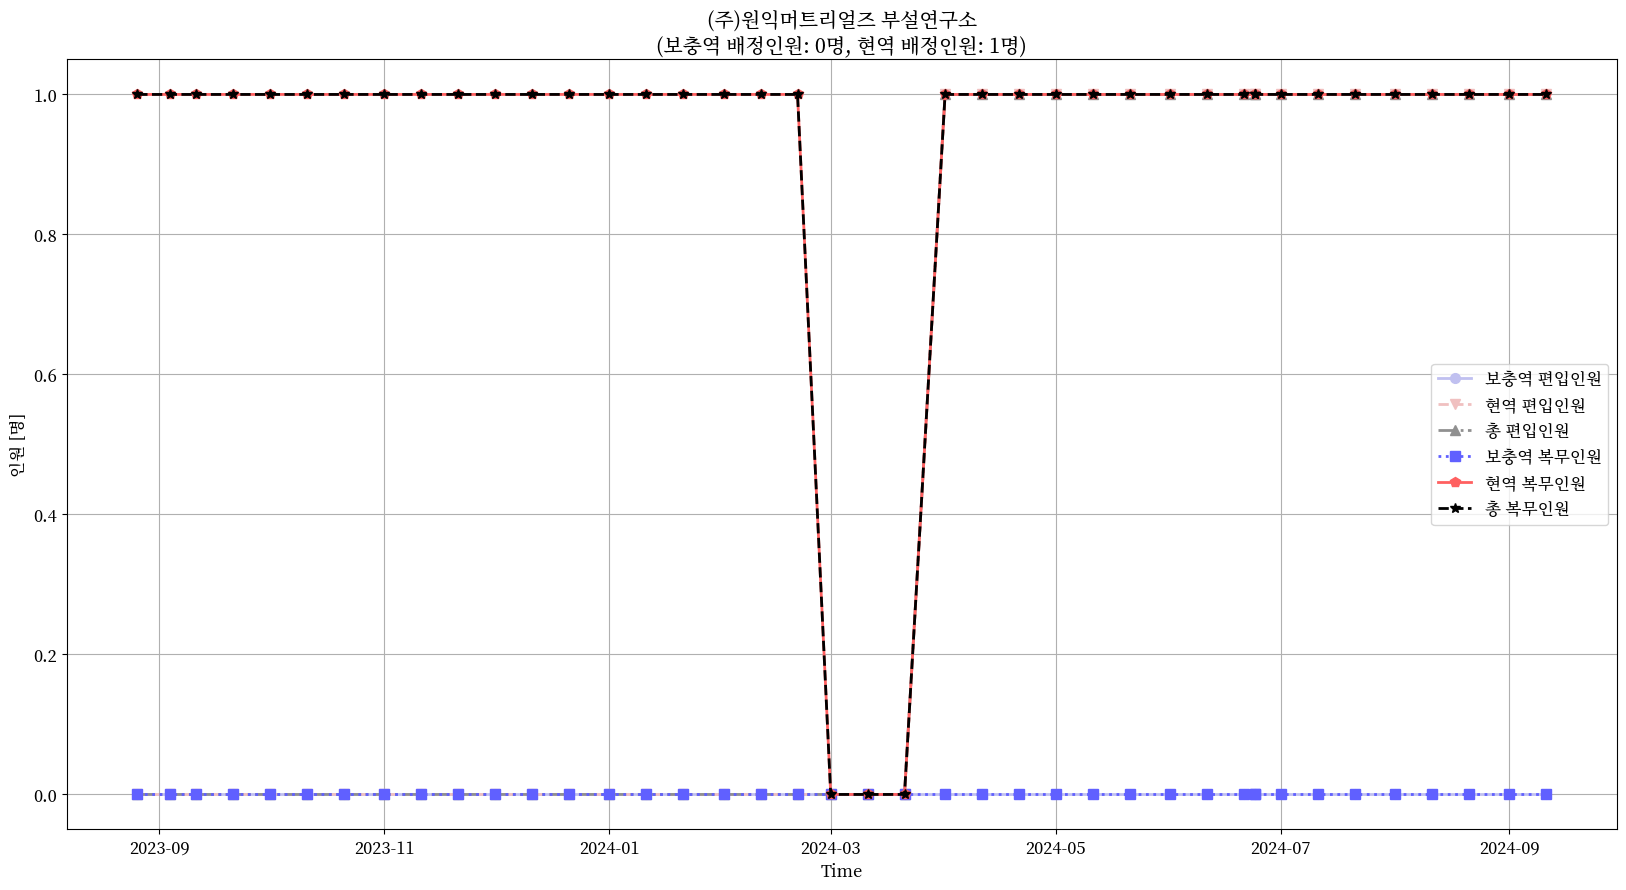 (주)원익머트리얼즈 부설연구소
(보충역 배정인원: 0명, 현역 배정인원: 1명)
1.0
0.8
0.6
0.4
0.2
0.0
인원 [명]
보충역 편입인원
현역 편입인원
총 편입인원
보충역 복무인원
현역 복무인원
총 복무인원
2023-09
2023-11
2024-01
2024-03
2024-05
2024-07
2024-09
Time